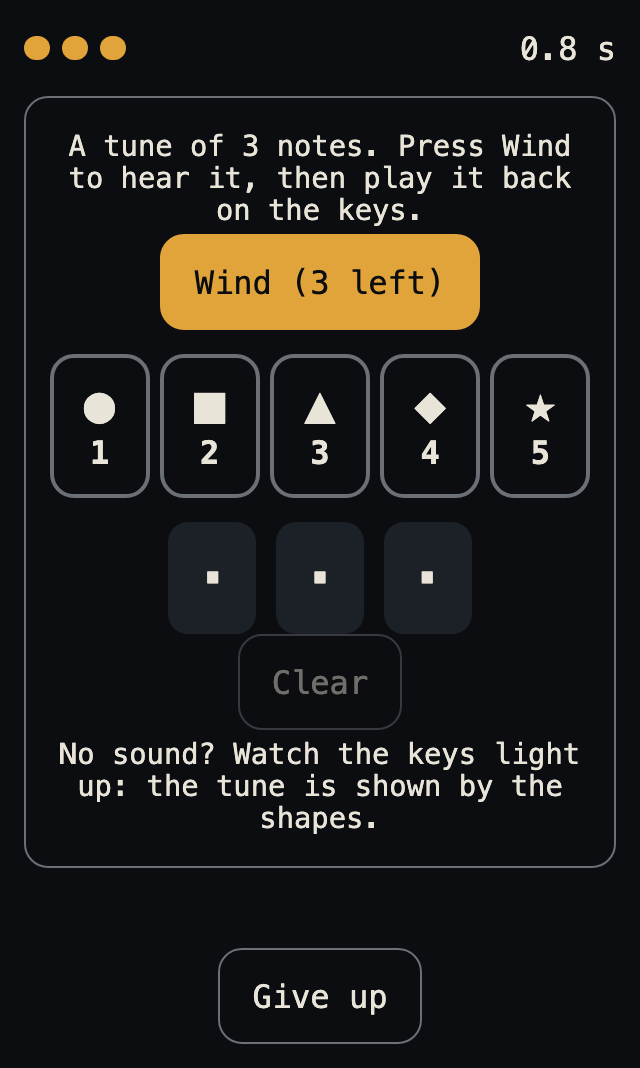 0.8 s
A tune of 3 notes. Press Wind
to hear it, then play it back
on the keys.
Wind (3 left)
1 2 3 4 5
Clear
No sound? Watch the keys light
up: the tune is shown by the
shapes.
Give up